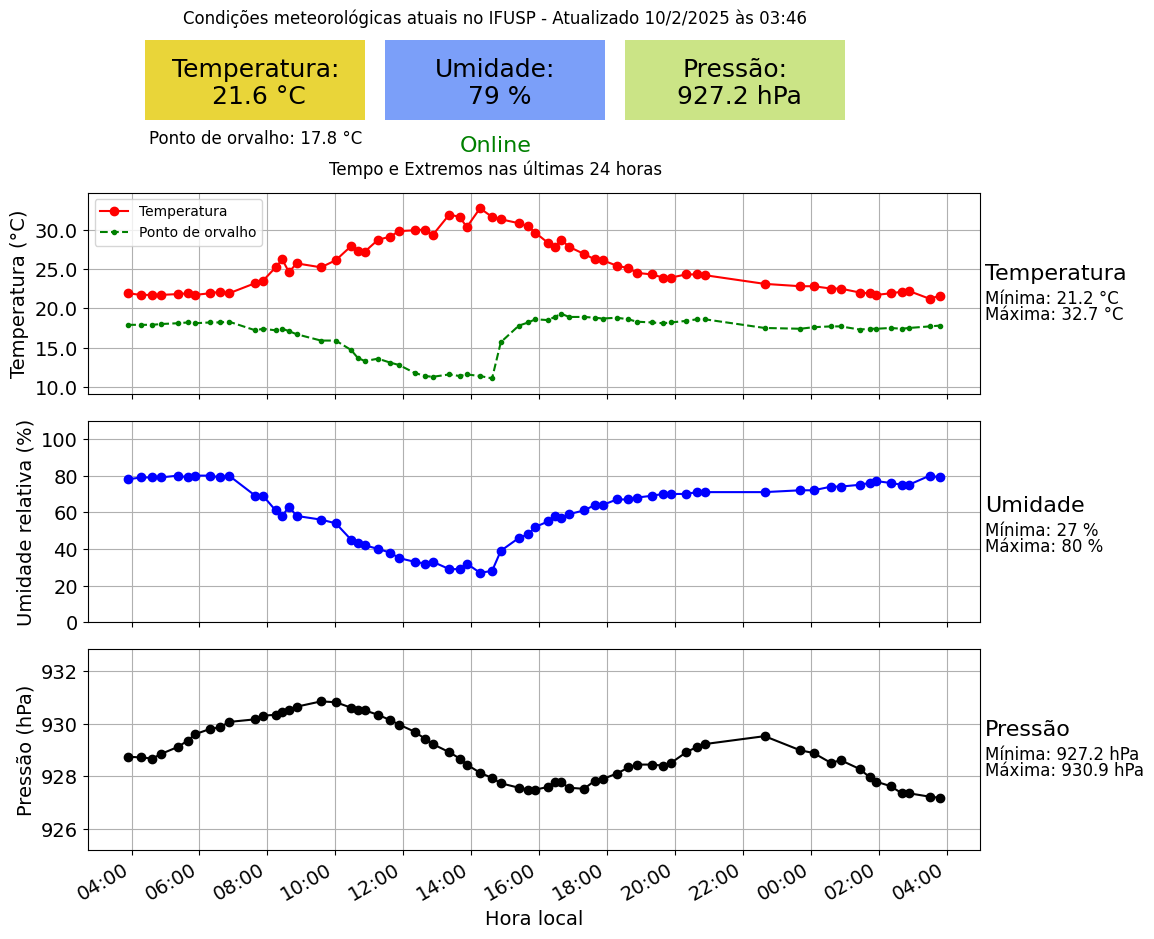 Condições meteorológicas atuais no IFUSP - Atualizado 10/2/2025 às 03:46
Temperatura:
21.6 °C
Umidade:
79 %
Pressão:
927.2 hPa
Ponto de orvalho: 17.8 °C
Online
Tempo e Extremos nas últimas 24 horas
Temperatura (°C)
30.0
25.0
20.0
15.0
10.0
Temperatura
Ponto de orvalho
Temperatura
Mínima: 21.2 °C
Máxima: 32.7 °C
Umidade relativa (%)
100
80
60
40
20
0
Umidade
Mínima: 27 %
Máxima: 80 %
Pressão (hPa)
932
930
928
926
Pressão
Mínima: 927.2 hPa
Máxima: 930.9 hPa
04:00 06:00 08:00 10:00 12:00 14:00 16:00 18:00 20:00 22:00 00:00 02:00 04:00
Hora local